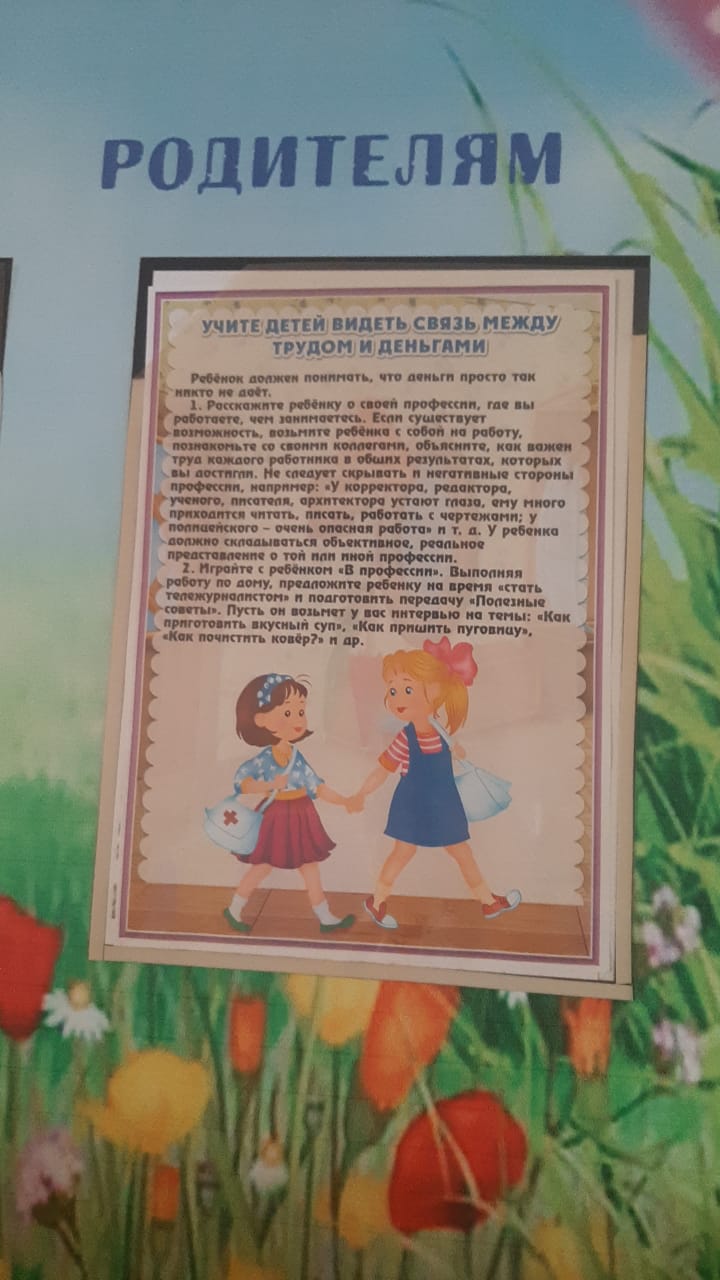 РОДИТЕЛЯМ
УЧИТЕ ДЕТЕЙ ВИДЕТЬ СВЯЗЬ МЕЖДУ
ТРУДОМ И ДЕНЬГАМИ
Ребёнок должен понимать, что деньги просто так
никто не даёт.
1. Расскажите ребёнку о своей профессии, где вы
работаете, чем занимаетесь. Если существует
возможность, возьмите ребёнка с собой на работу,
познакомьте со своими коллегами, объясните, как важен
труд каждого работника в общих результатах, которых
вы достигли. Не следует скрывать и негативные стороны
профессии, например: «У корректора, редактора,
ученого, писателя, архитектора устают глаза, ему много
приходится читать, писать, работать с чертежами; у
полицейского – очень опасная работа» и т. д. У ребенка
должно складываться объективное, реальное
представление о той или иной профессии.
2. Играйте с ребёнком «В профессии». Выполняя
работу по дому, предложите ребенку на время «стать
тележурналистом» и подготовить передачу «Полезные
советы». Пусть он возьмет у вас интервью на темы: «Как
приготовить вкусный суп», «Как пришить пуговицу»,
«Как почистить ковёр?» и др.